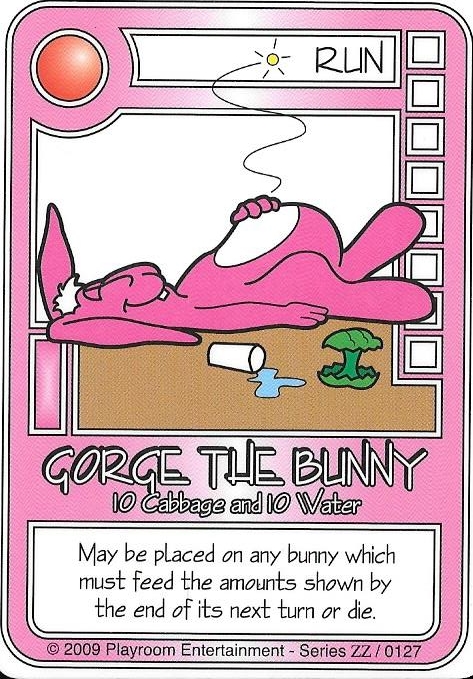 RUN
GORGE THE BUNNY
10 Cabbage and 10 Water
May be placed on any bunny which
must feed the amounts shown by
the end of its next turn or die.
© 2009 Playroom Entertainment - Series ZZ / 0127